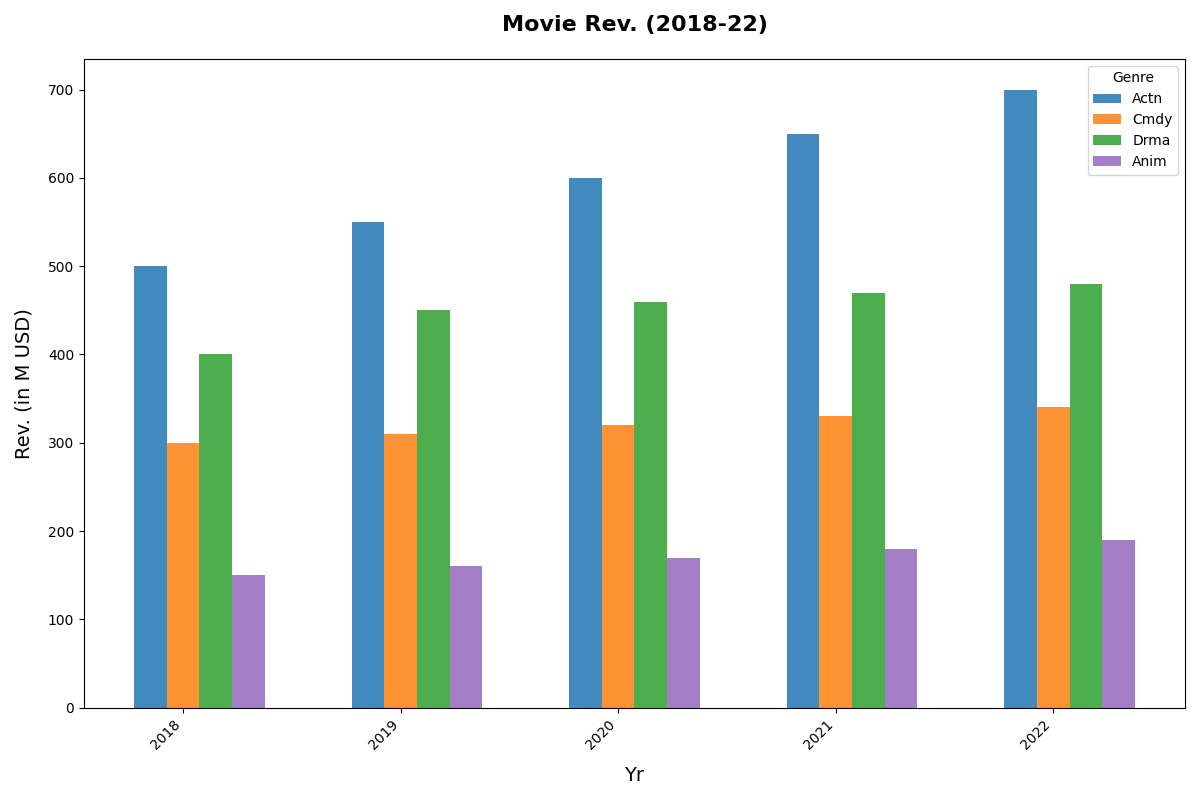 Movie Rev. (2018-22)
Genre
Actn
Cmdy
Drma
Anim
Rev. (in M USD)
700
600
500
400
300
200
100
0
2018
2019
2020
2021
2022
Yr